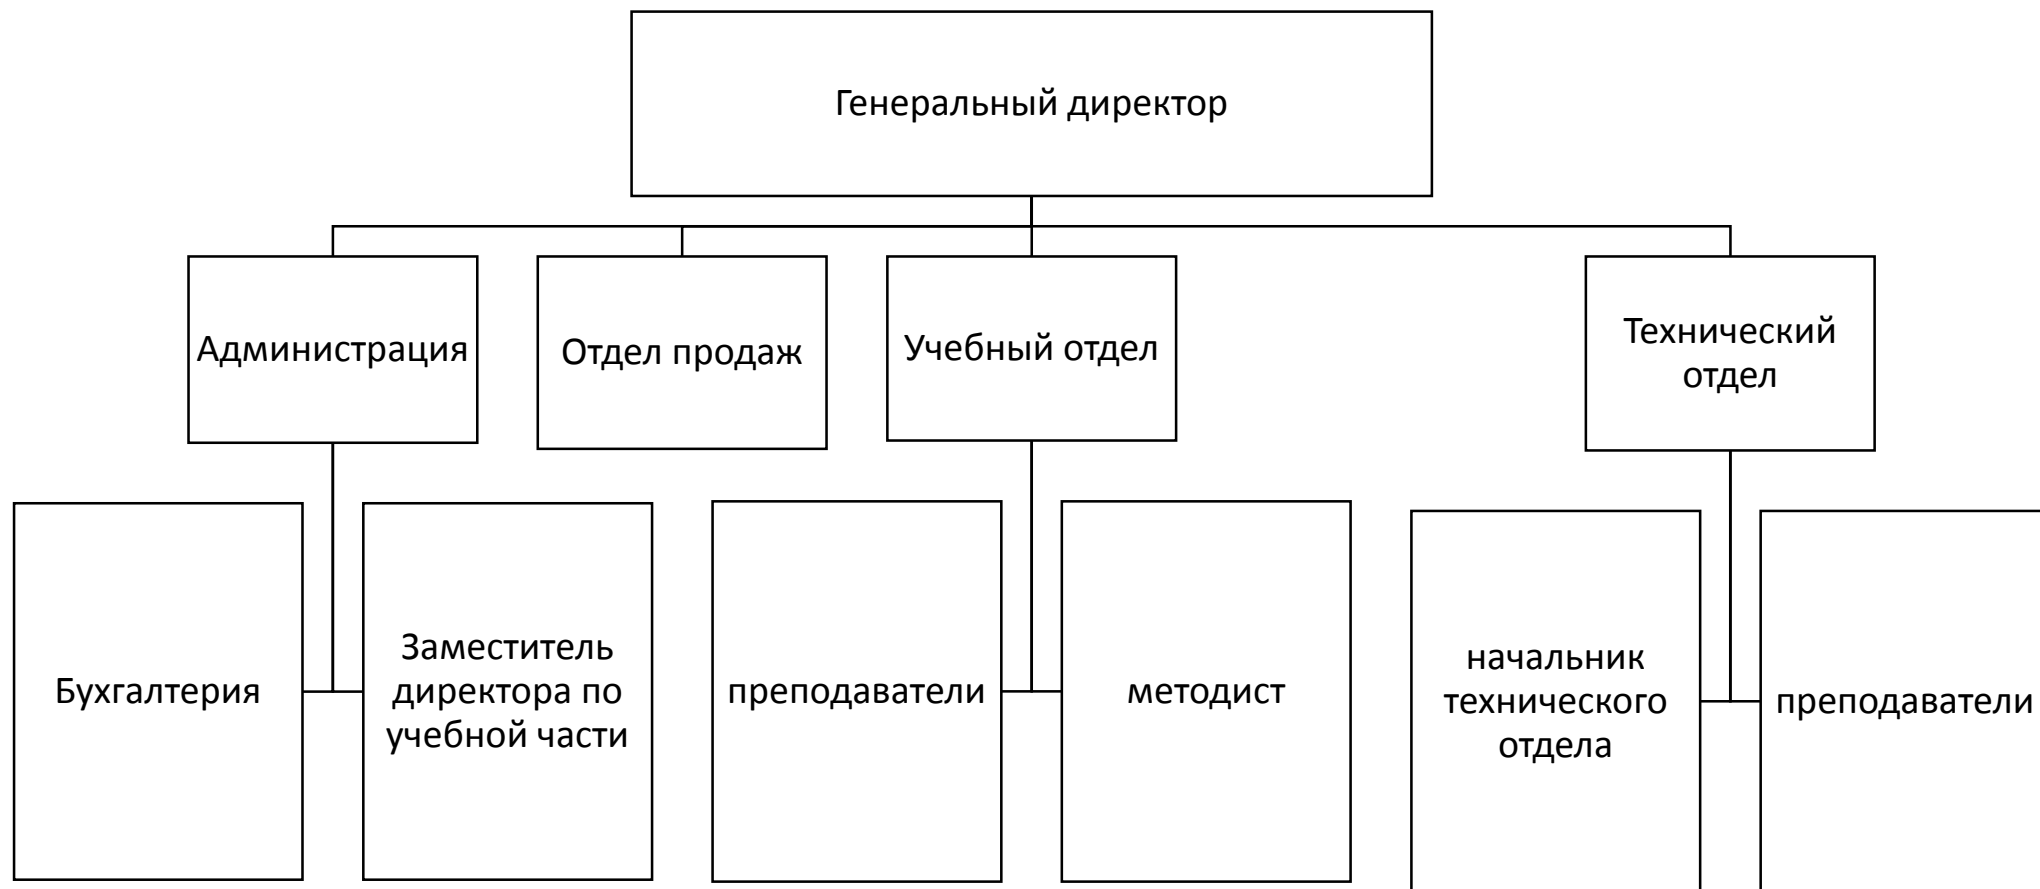 Генеральный директор
Администрация
Отдел продаж
Учебный отдел
Технический
отдел
Бухгалтерия
Заместитель
директора по
учебной части
преподаватели
методист
начальник
технического
отдела
преподаватели